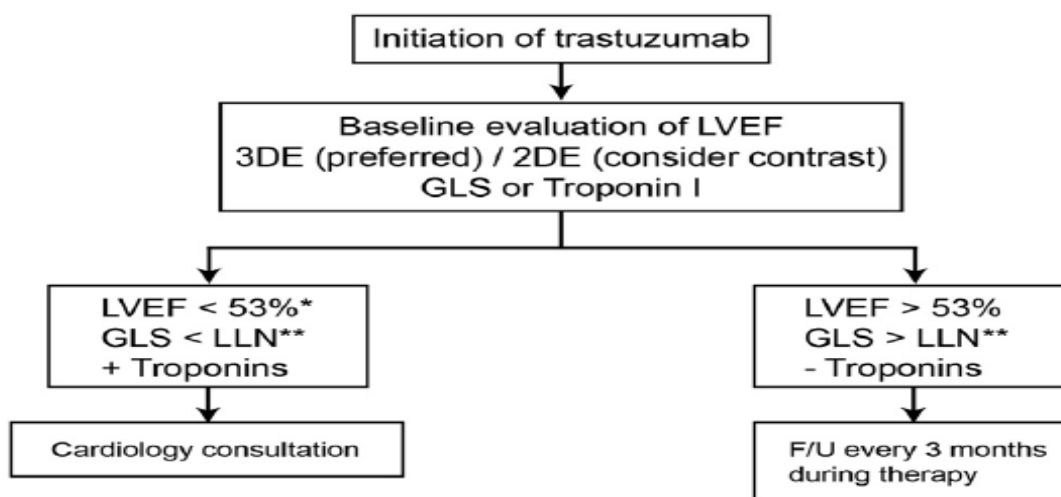 Initiation of trastuzumab
Baseline evaluation of LVEF
3DE (preferred) / 2DE (consider contrast)
GLS or Troponin I
LVEF < 53%*
GLS < LLN**
+ Troponins
LVEF > 53%
GLS > LLN**
- Troponins
Cardiology consultation
F/U every 3 months
during therapy